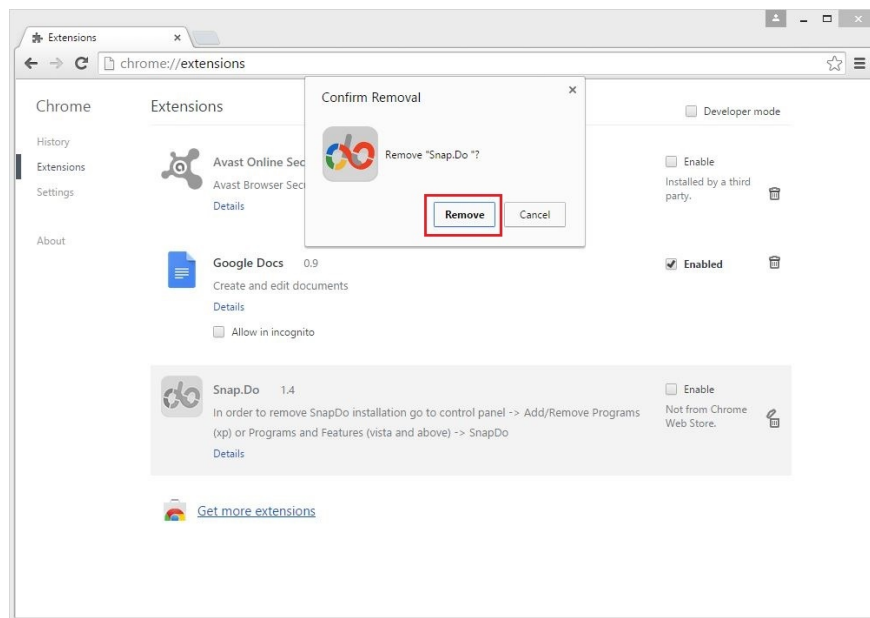 Extensions
chrome://extensions
Chrome
History
Extensions
Settings
About
Extensions
Developer mode
Confirm Removal
Remove "Snap.Do "?
Remove
Cancel
Avast Online Sec
Avast Browser Sec
Details
Enable
Installed by a third
party.
Google Docs 0.9
Create and edit documents
Details
Allow in incognito
Enabled
Snap.Do 1.4
In order to remove SnapDo installation go to control panel -> Add/Remove Programs
(xp) or Programs and Features (vista and above) -> SnapDo
Details
Enable
Not from Chrome
Web Store.
Get more extensions